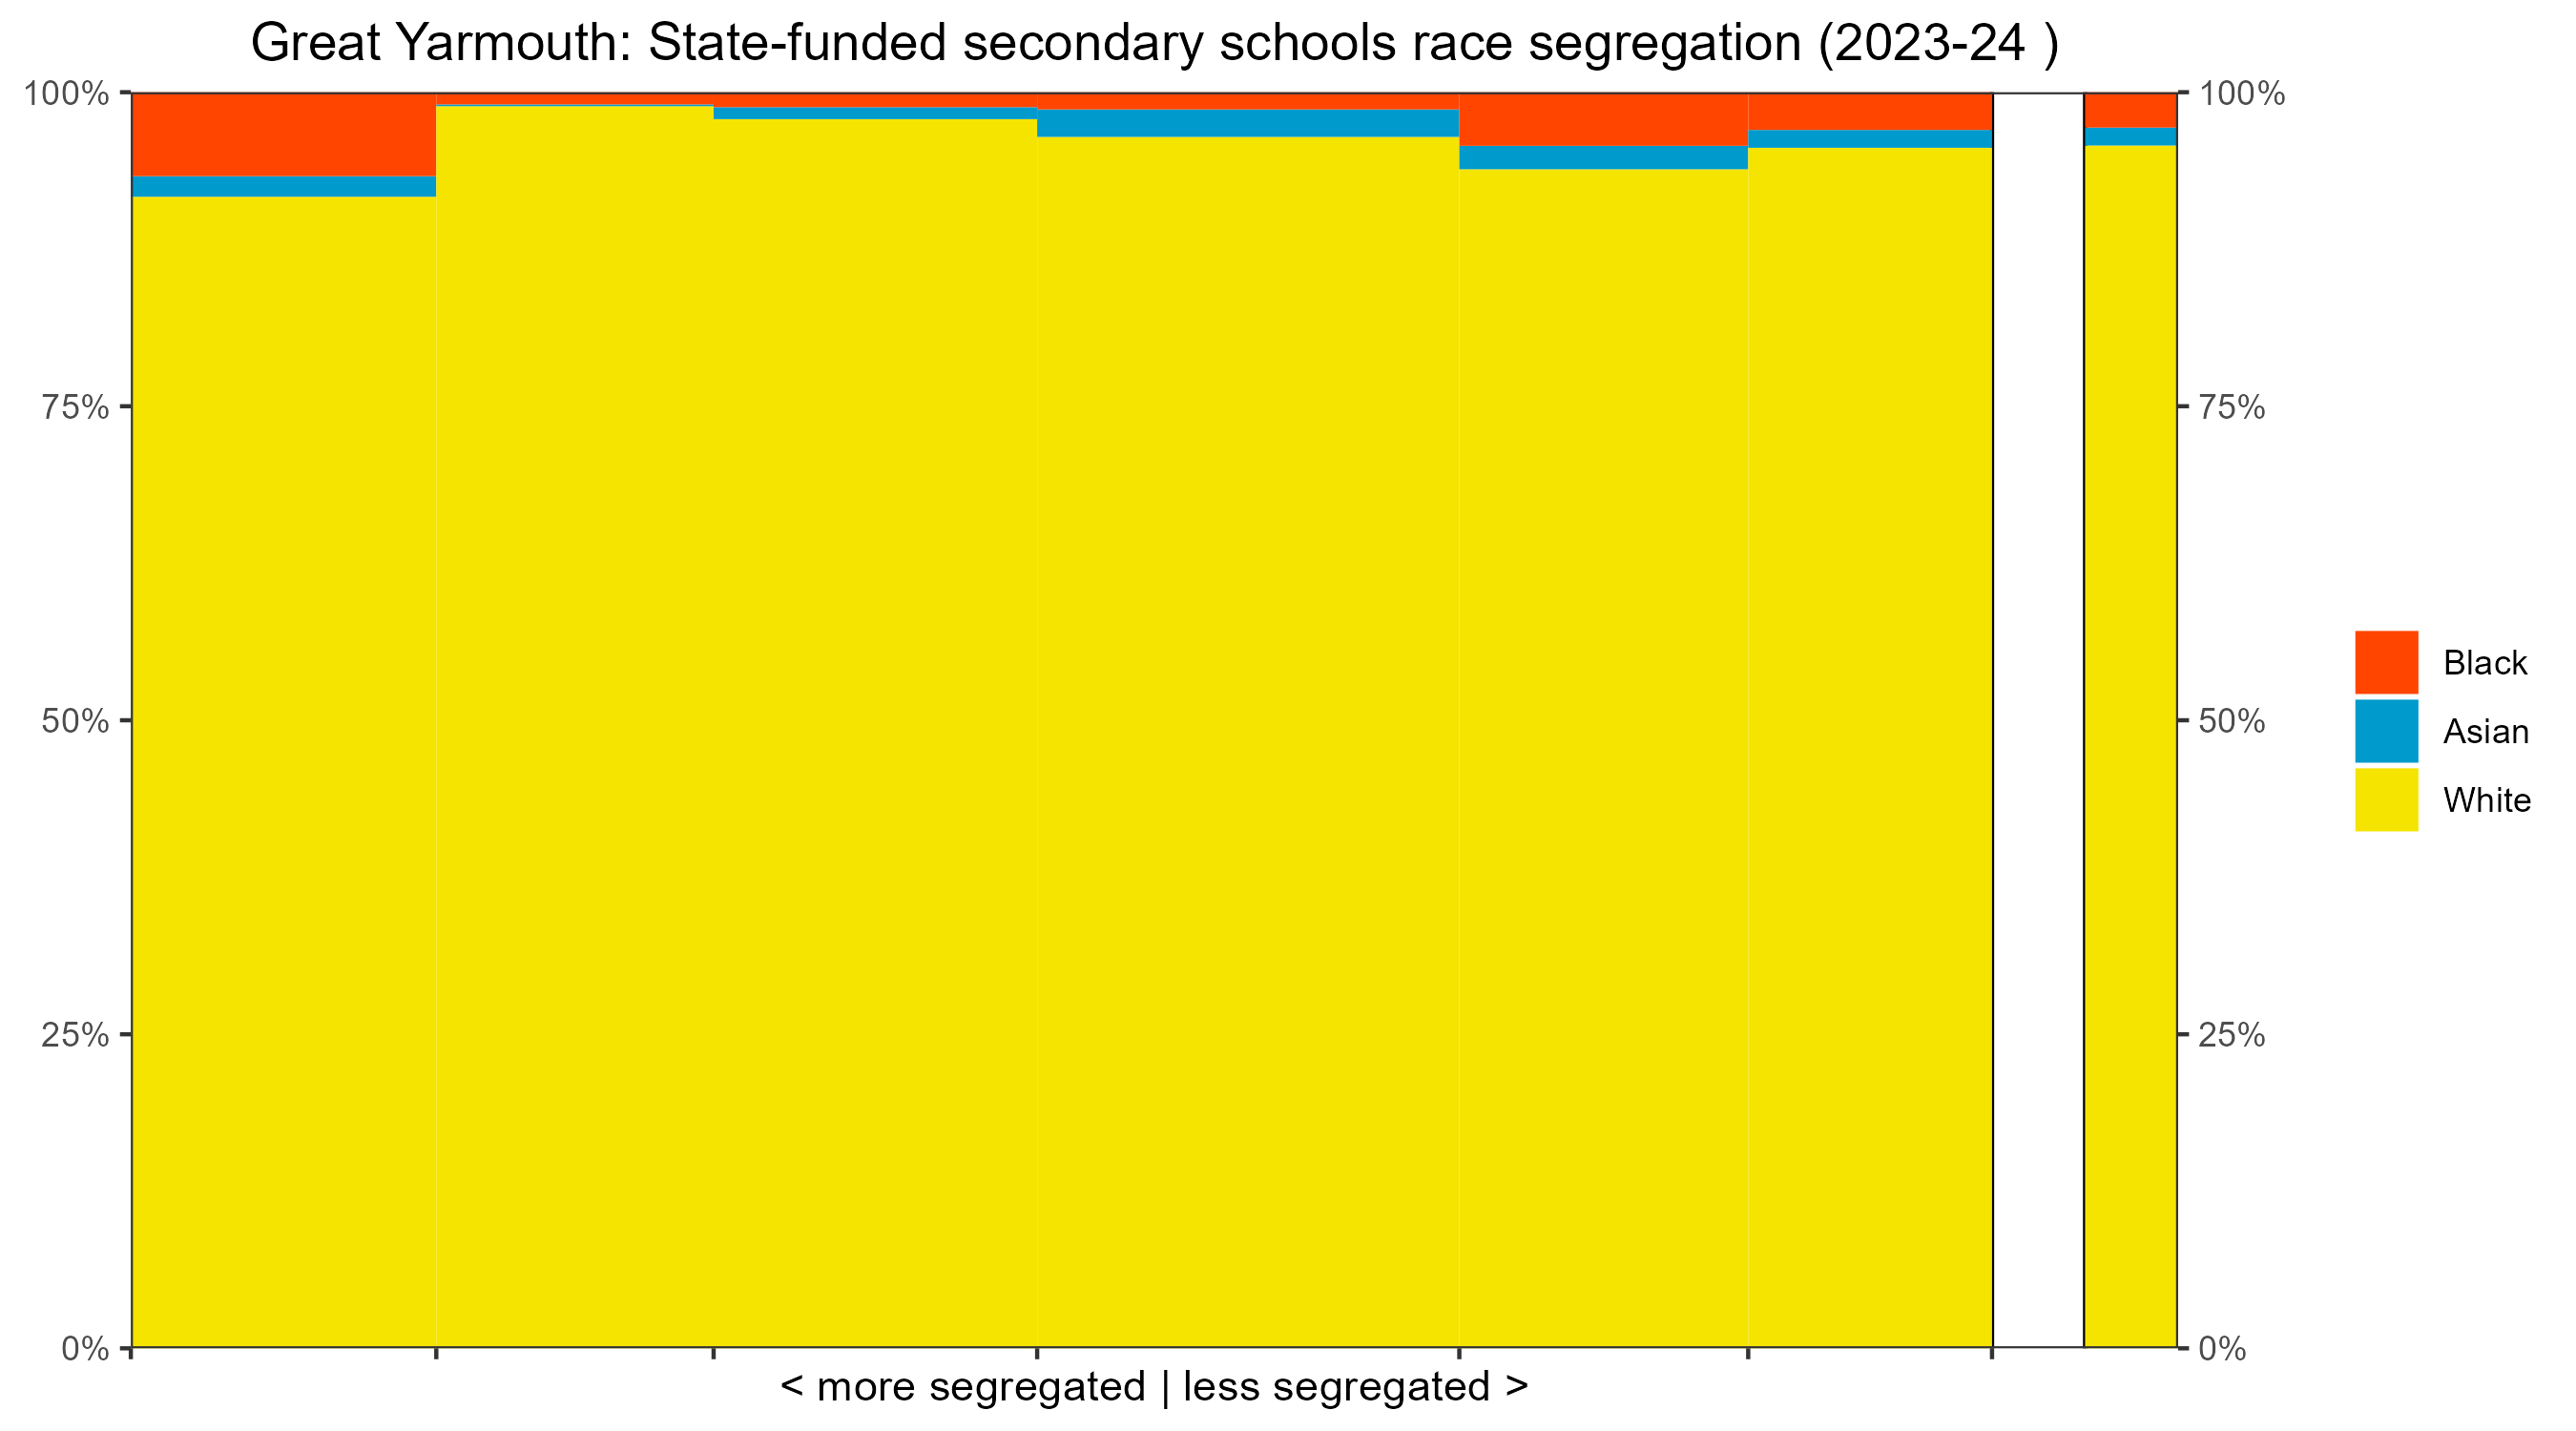 Great Yarmouth: State-funded secondary schools race segregation (2023-24 )
100%
100%
75%
75%
50%
50%
25%
25%
0%
0%
Black
Asian
White
< more segregated | less segregated >